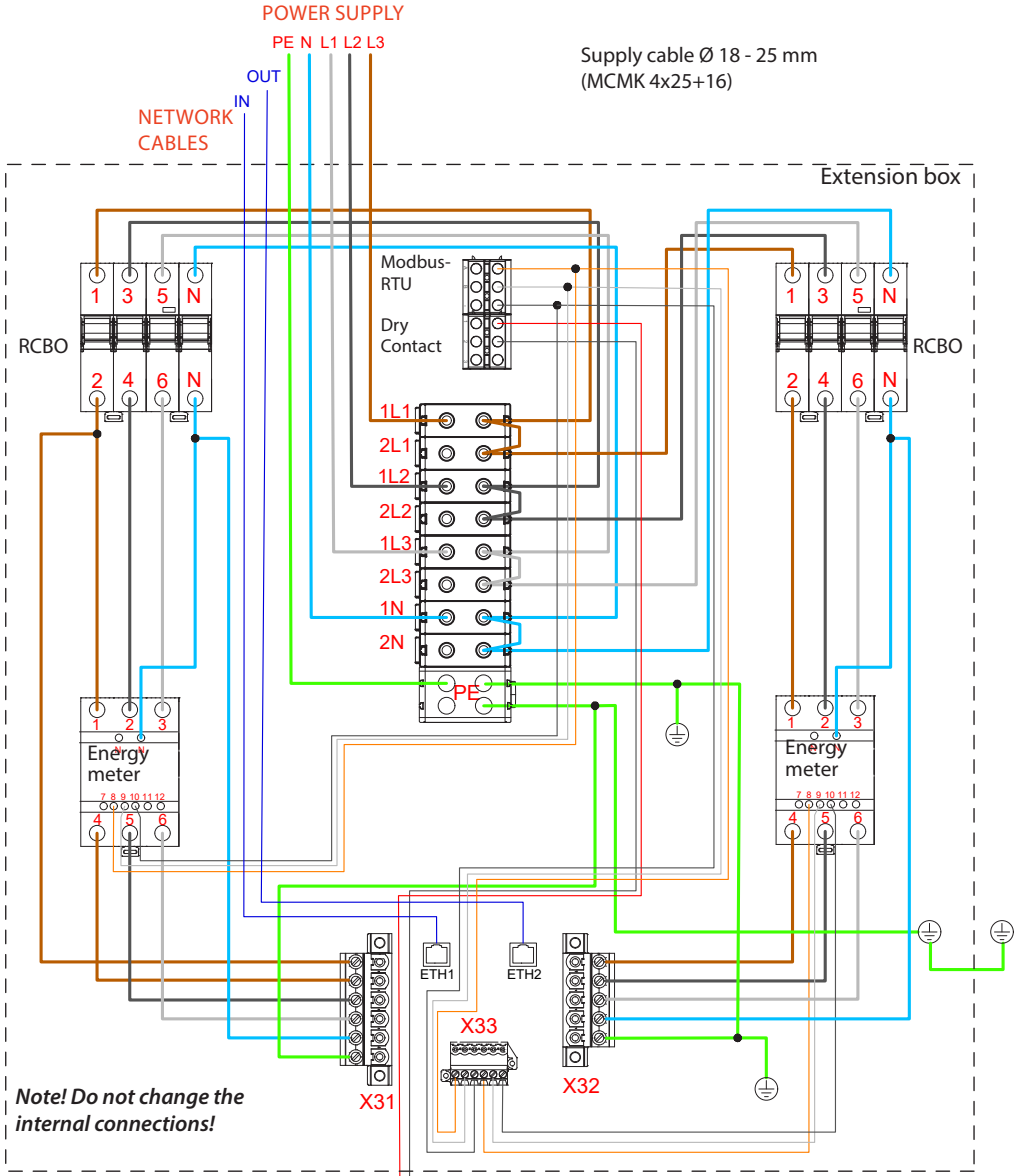 POWER SUPPLY
PE N L1 L2 L3
Supply cable Ø 18 - 25 mm
(MCMK 4x25+16)
OUT
IN
NETWORK
CABLES
Extension box
Modbus-
RTU
Dry
Contact
1 3 5 N
RCBO
2 4 6 N
1 3 5 N
RCBO
2 4 6 N
1L1
2L1
1L2
2L2
1L3
2L3
1N
2N
PE
1 2 3
N N
Energy
meter
7 8 9 10 11 12
4 5 6
1 2 3
N N
Energy
meter
7 8 9 10 11 12
4 5 6
ETH1
ETH2
X33
X31
X32
Note! Do not change the
internal connections!